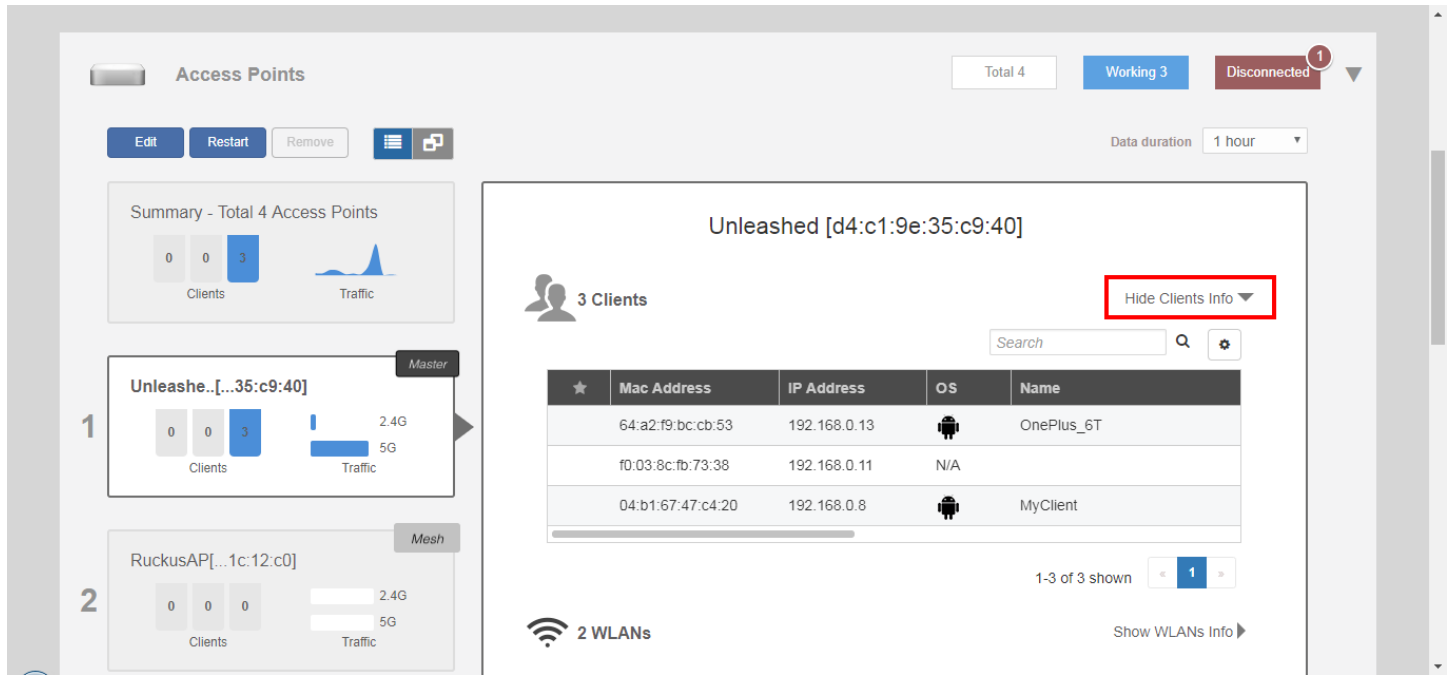 Access Points
Total 4 Working 3 Disconnected 1
Edit Restart Remove
Data duration 1 hour
Summary - Total 4 Access Points
0 0 3
Clients Traffic
Master
Unleashe..[...35:c9:40]
1
0 0 3
2.4G
5G
Clients Traffic
Mesh
RuckusAP[...1c:12:c0]
2
0 0 0
2.4G
5G
Clients Traffic
Unleashed [d4:c1:9e:35:c9:40]
3 Clients Hide Clients Info
Search
Mac Address IP Address OS Name
64:a2:f9:bc:cb:53 192.168.0.13 OnePlus_6T
f0:03:8c:fb:73:38 192.168.0.11 N/A
04:b1:67:47:c4:20 192.168.0.8 MyClient
1-3 of 3 shown « 1 »
2 WLANs Show WLANs Info